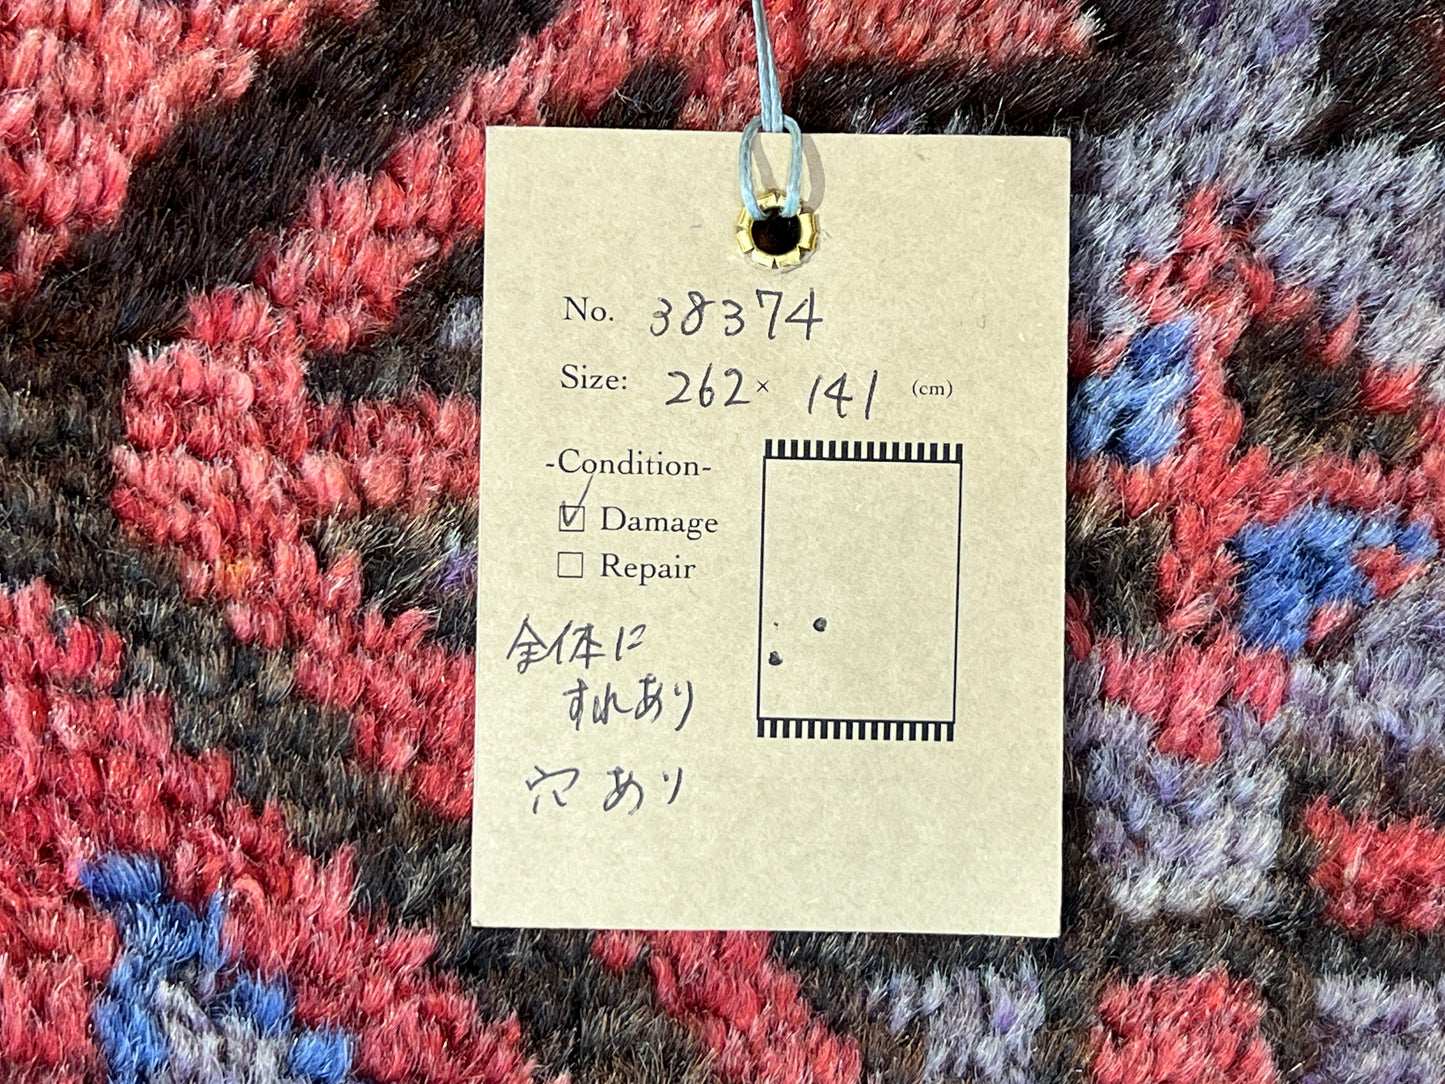 No. 38374
Size: 262 × 141 (cm)
-Condition-
☑ Damage
☐ Repair
全体に
すれあり
穴あり